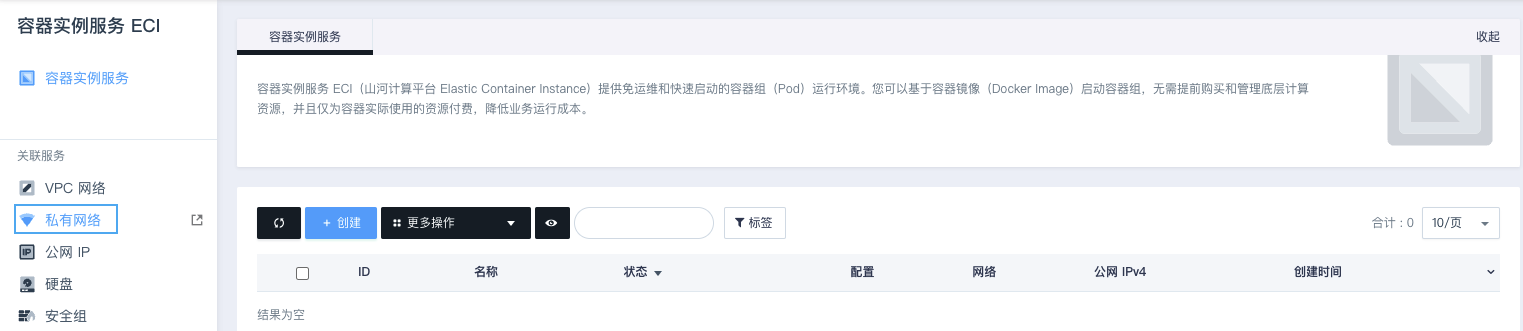 容器实例服务 ECI
容器实例服务
关联服务
VPC 网络
私有网络
公网 IP
硬盘
安全组
容器实例服务
收起
容器实例服务 ECI（山河计算平台 Elastic Container Instance）提供免运维和快速启动的容器组（Pod）运行环境。您可以基于容器镜像（Docker Image）启动容器组，无需提前购买和管理底层计算
资源，并且仅为容器实际使用的资源付费，降低业务运行成本。
+ 创建 更多操作 标签 合计：0 10/页
ID 名称 状态 配置 网络 公网 IPv4 创建时间
结果为空